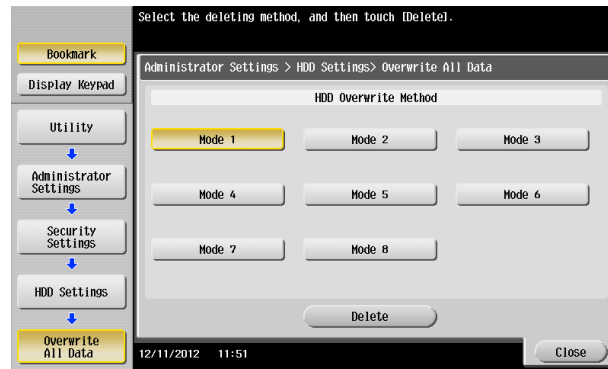 Select the deleting method, and then touch [Delete].
Bookmark
Display Keypad
Utility
Administrator
Settings
Security
Settings
HDD Settings
Overwrite
All Data
Administrator Settings > HDD Settings> Overwrite All Data
HDD Overwrite Method
Mode 1 Mode 2 Mode 3
Mode 4 Mode 5 Mode 6
Mode 7 Mode 8
Delete
12/11/2012 11:51
Close